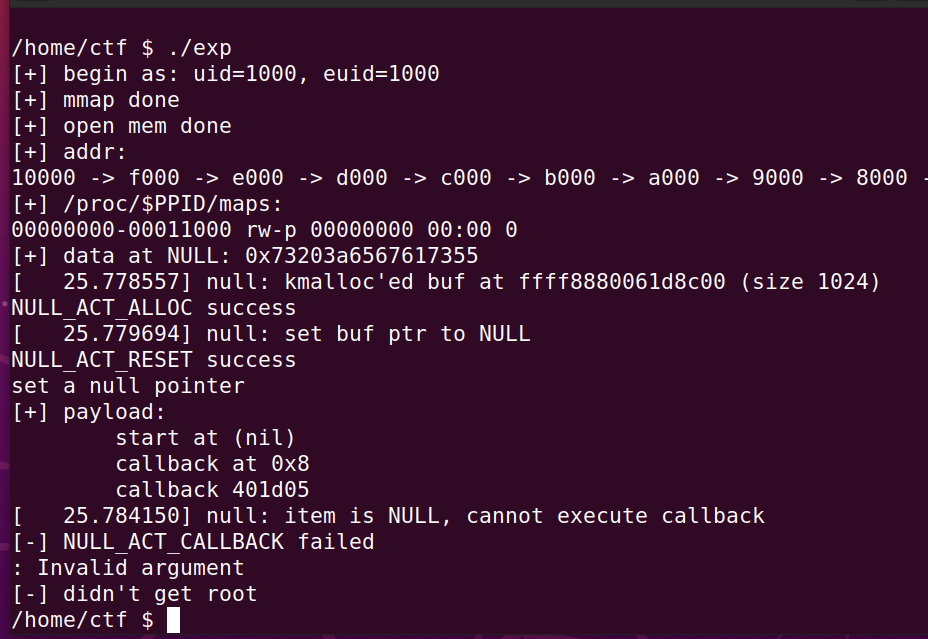 /home/ctf $ ./exp
[+] begin as: uid=1000, euid=1000
[+] mmap done
[+] open mem done
[+] addr:
10000 -> f000 -> e000 -> d000 -> c000 -> b000 -> a000 -> 9000 -> 8000 -
[+] /proc/$PPID/maps:
00000000-00011000 rw-p 00000000 00:00 0
[+] data at NULL: 0x73203a6567617355
[   25.778557] null: kmalloc'ed buf at ffff8880061d8c00 (size 1024)
NULL_ACT_ALLOC success
[   25.779694] null: set buf ptr to NULL
NULL_ACT_RESET success
set a null pointer
[+] payload:
        start at (nil)
        callback at 0x8
        callback 401d05
[   25.784150] null: item is NULL, cannot execute callback
[-] NULL_ACT_CALLBACK failed
: Invalid argument
[-] didn't get root
/home/ctf $